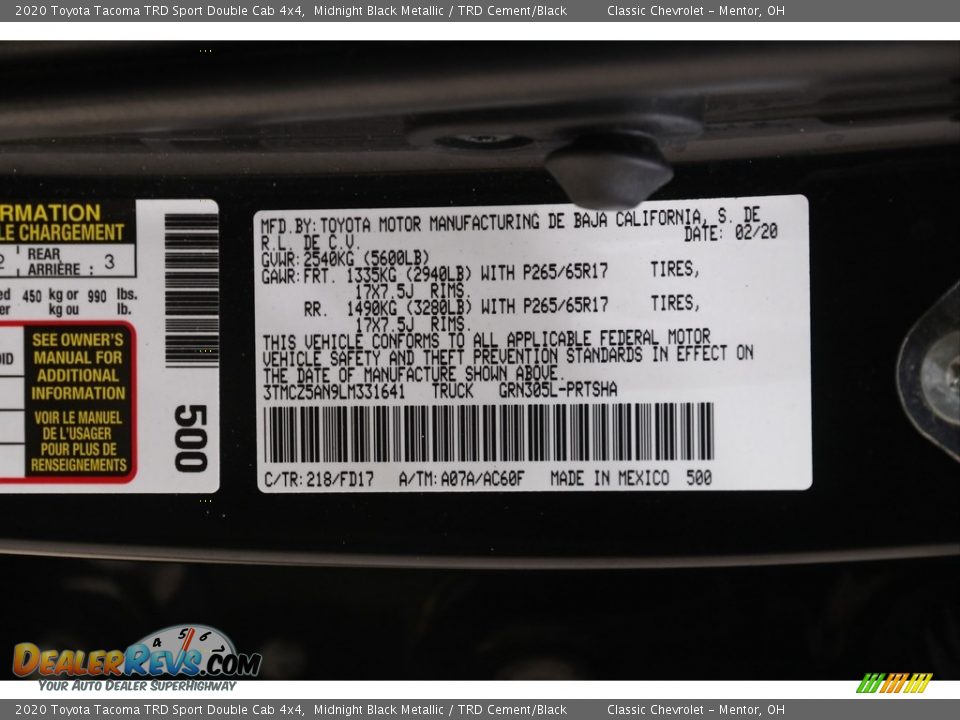 2020 Toyota Tacoma TRD Sport Double Cab 4x4, Midnight Black Metallic / TRD Cement/Black Classic Chevrolet – Mentor, OH
RMATION
LE CHARGEMENT
2 REAR ARRIÈRE : 3
450 kg or 990 lbs.
kg ou lb.
OID
SEE OWNER'S
MANUAL FOR
ADDITIONAL
INFORMATION
VOIR LE MANUEL
DE L'USAGER
POUR PLUS DE
RENSEIGNEMENTS
500
MFD. BY: TOYOTA MOTOR MANUFACTURING DE BAJA CALIFORNIA, S. DE
R.L. DE C.V. DATE: 02/20
GVWR: 2540KG (5600LB)
GAWR: FRT. 1335KG (2940LB) WITH P265/65R17 TIRES,
17X7.5J RIMS.
RR. 1490KG (3280LB) WITH P265/65R17 TIRES,
17X7.5J RIMS.
THIS VEHICLE CONFORMS TO ALL APPLICABLE FEDERAL MOTOR
VEHICLE SAFETY AND THEFT PREVENTION STANDARDS IN EFFECT ON
THE DATE OF MANUFACTURE SHOWN ABOVE.
3TMCZ5AN9LM331641 TRUCK GRN305L-PRTSHA
C/TR: 218/FD17 A/TM: A07A/AC60F MADE IN MEXICO 500
4 5 6
DEALERREVS.COM
YOUR AUTO DEALER SUPERHIGHWAY
2020 Toyota Tacoma TRD Sport Double Cab 4x4, Midnight Black Metallic / TRD Cement/Black Classic Chevrolet – Mentor, OH